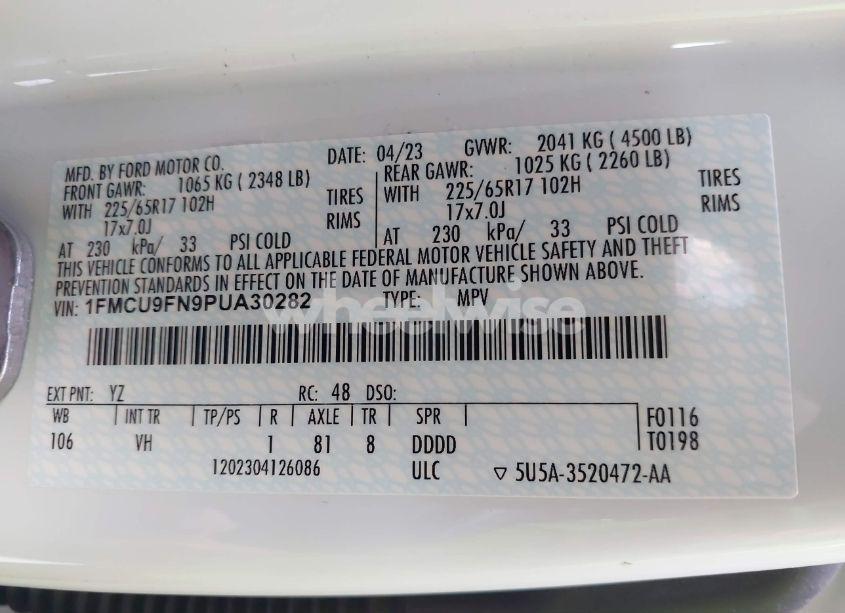 MFD. BY FORD MOTOR CO. DATE: 04/23 GVWR: 2041 KG ( 4500 LB)
FRONT GAWR: 1065 KG ( 2348 LB) REAR GAWR: 1025 KG ( 2260 LB)
WITH 225/65R17 102H TIRES WITH 225/65R17 102H TIRES
17x7.0J RIMS 17x7.0J RIMS
AT 230 kPa/ 33 PSI COLD AT 230 kPa/ 33 PSI COLD
THIS VEHICLE CONFORMS TO ALL APPLICABLE FEDERAL MOTOR VEHICLE SAFETY AND THEFT
PREVENTION STANDARDS IN EFFECT ON THE DATE OF MANUFACTURE SHOWN ABOVE.
VIN: 1FMCU9FN9PUA30282 TYPE: MPV
wheelwise
EXT PNT: YZ RC: 48 DSO:
WB INT TR TP/PS R AXLE TR SPR F0116
106 VH 1 81 8 DDDD T0198
1202304126086 ULC ▽ 5U5A-3520472-AA